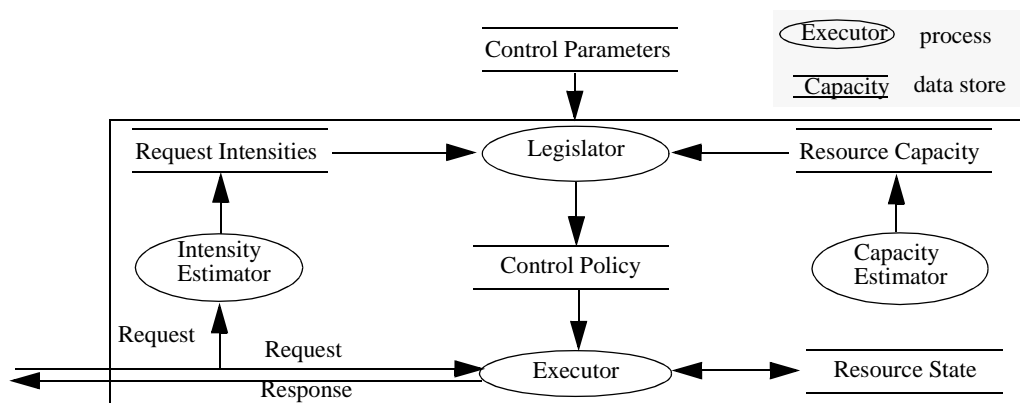 Control Parameters
Executor process
Capacity data store
Request Intensities
Legislator
Resource Capacity
Intensity
Estimator
Control Policy
Capacity
Estimator
Request
Request
Response
Executor
Resource State